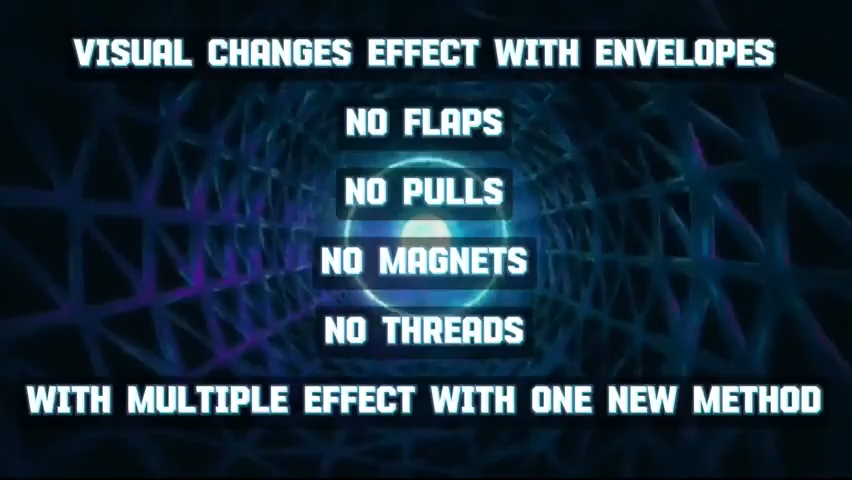 VISUAL CHANGES EFFECT WITH ENVELOPES
NO FLAPS
NO PULLS
NO MAGNETS
NO THREADS
WITH MULTIPLE EFFECT WITH ONE NEW METHOD